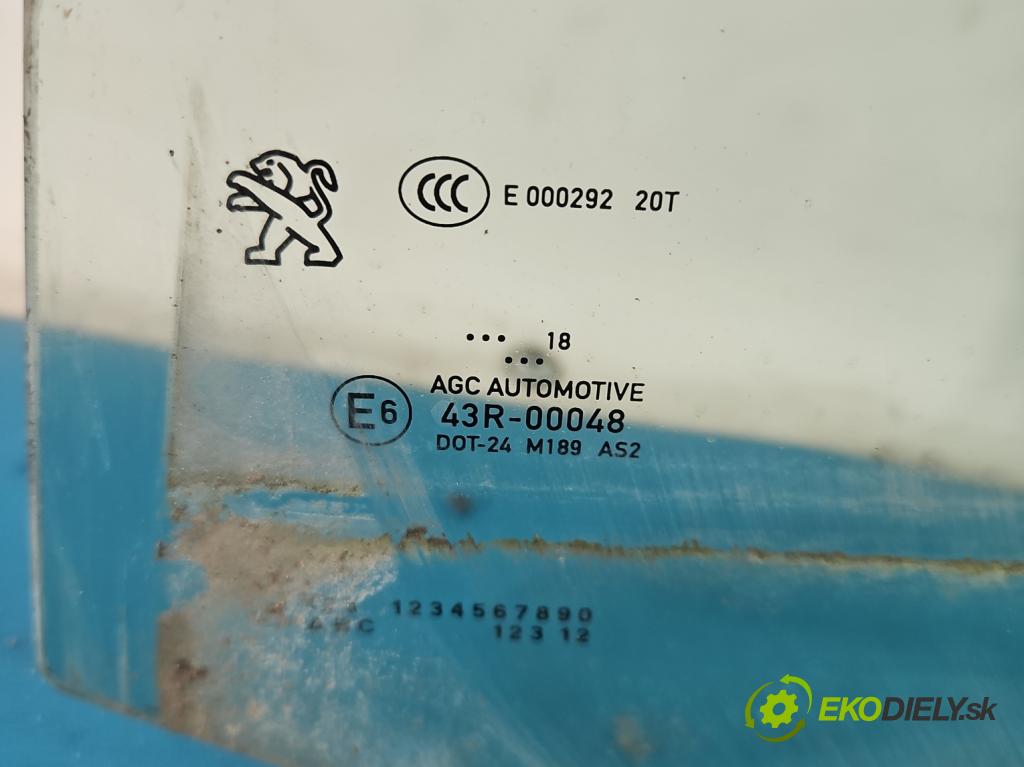 CCC E 000292 20T
... 18
...
AGC AUTOMOTIVE
E6 43R-00048
DOT-24 M189 AS2
1234567890
123 12
EKODIELY.sk